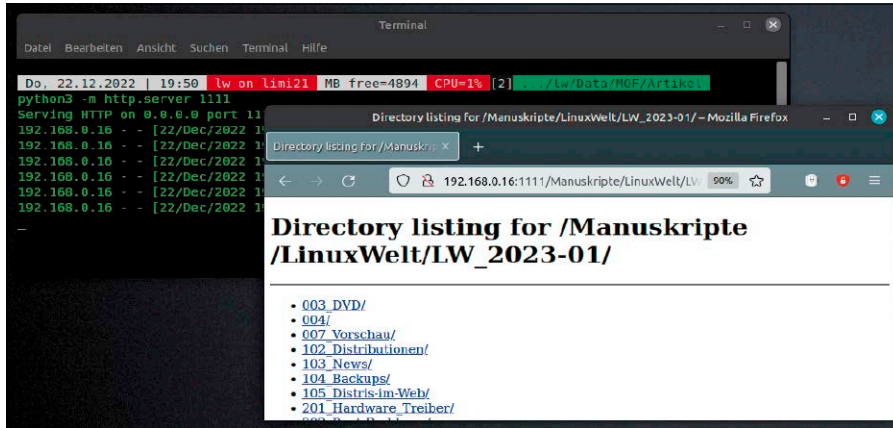 Terminal
Datei Bearbeiten Ansicht Suchen Terminal Hilfe
Do, 22.12.2022 | 19:50 lw on limi21 MB free=4894 CPU=1% [2] .../lw/Data/MOF/Artikel
python3 -m http.server 1111
Serving HTTP on 0.0.0.0 port 11
192.168.0.16 - - [22/Dec/2022 1
192.168.0.16 - - [22/Dec/2022 1
192.168.0.16 - - [22/Dec/2022 1
192.168.0.16 - - [22/Dec/2022 1
192.168.0.16 - - [22/Dec/2022 1
192.168.0.16 - - [22/Dec/2022 1
Directory listing for /Manuskripte/LinuxWelt/LW_2023-01/ – Mozilla Firefox
Directory listing for /Manuskrip
192.168.0.16:1111/Manuskripte/LinuxWelt/LW 90%
Directory listing for /Manuskripte
/LinuxWelt/LW_2023-01/
• 003_DVD/
• 004/
• 007_Vorschau/
• 102_Distributionen/
• 103_News/
• 104_Backups/
• 105_Distris-im-Web/
• 201_Hardware_Treiber/